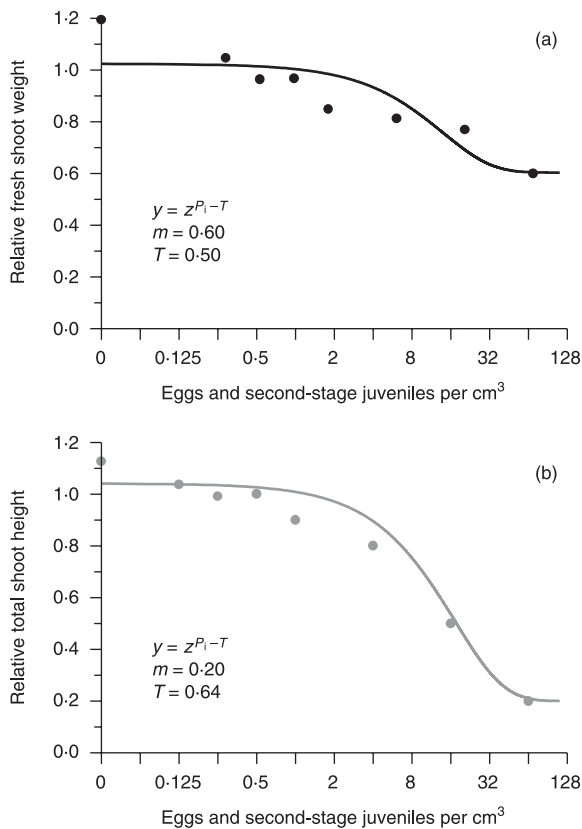 (a)
Relative fresh shoot weight
1·2
1·0
0·8
0·6
0·4
0·2
0·0
y = z^{Pi – T}
m = 0·60
T = 0·50
0 0·125 0·5 2 8 32 128
Eggs and second-stage juveniles per cm³
(b)
Relative total shoot height
1·2
1·0
0·8
0·6
0·4
0·2
0·0
y = z^{Pi – T}
m = 0·20
T = 0·64
0 0·125 0·5 2 8 32 128
Eggs and second-stage juveniles per cm³